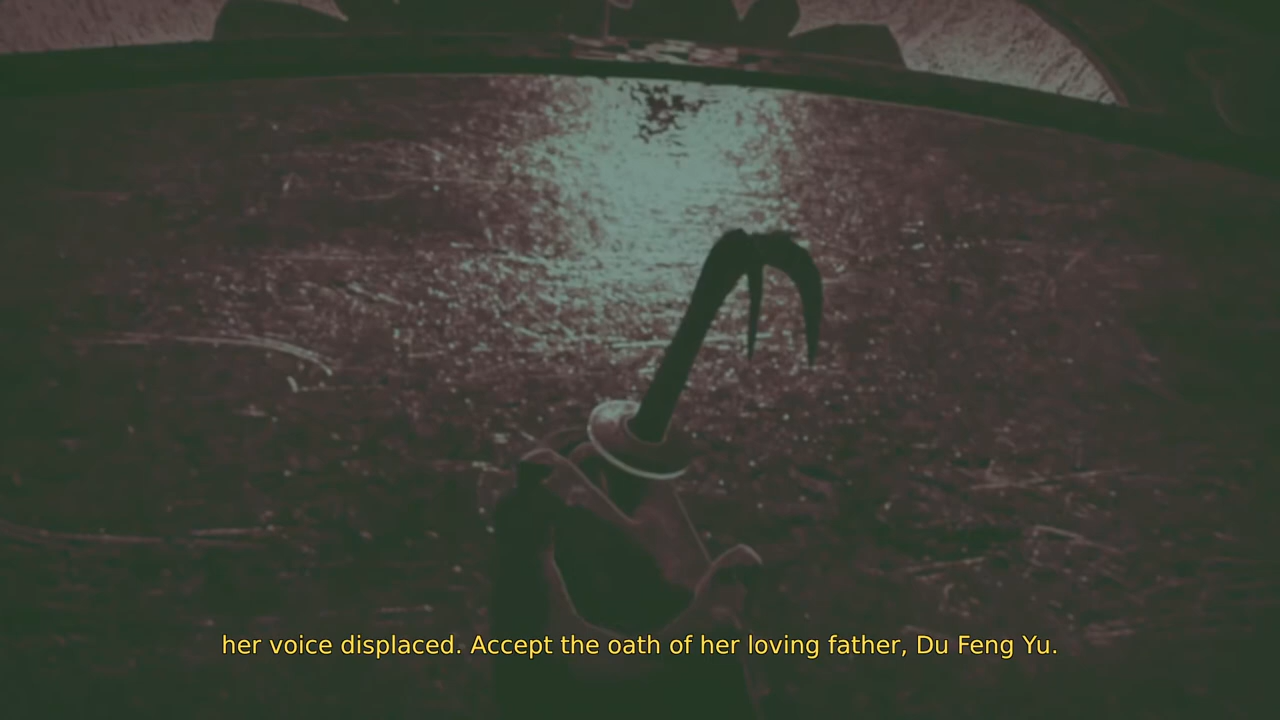 her voice displaced. Accept the oath of her loving father, Du Feng Yu.